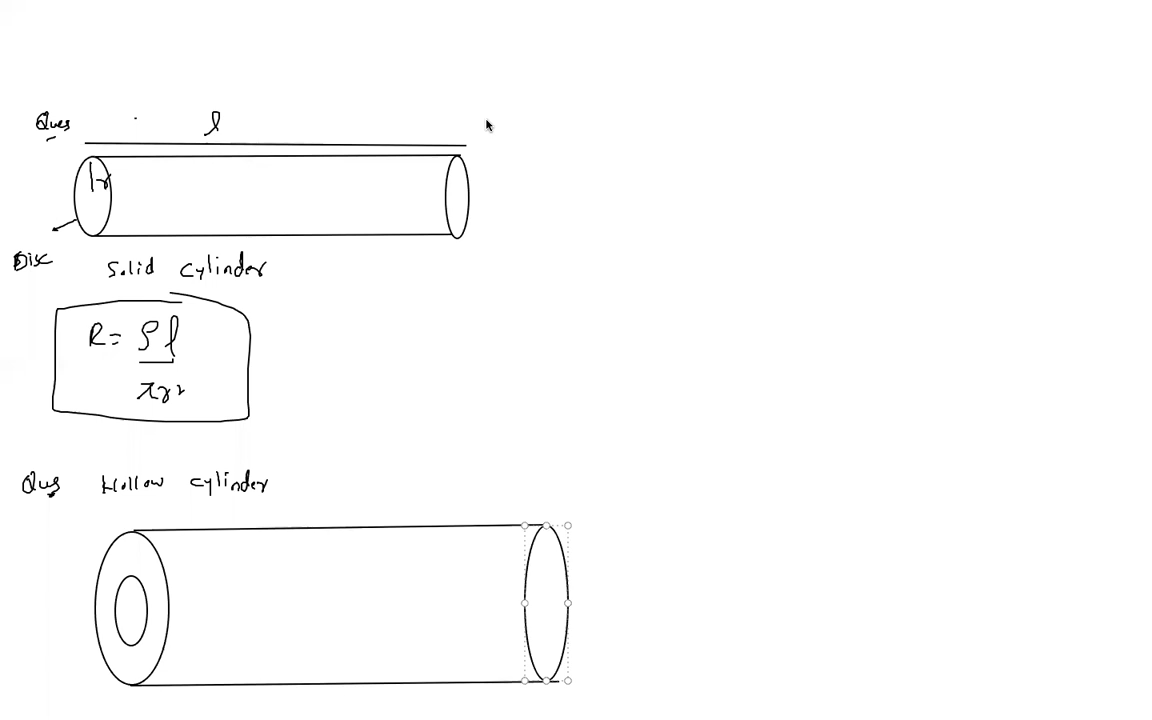 Ques
l
r
Disc
Solid cylinder
R = ρl
πr²
Ques Hollow cylinder